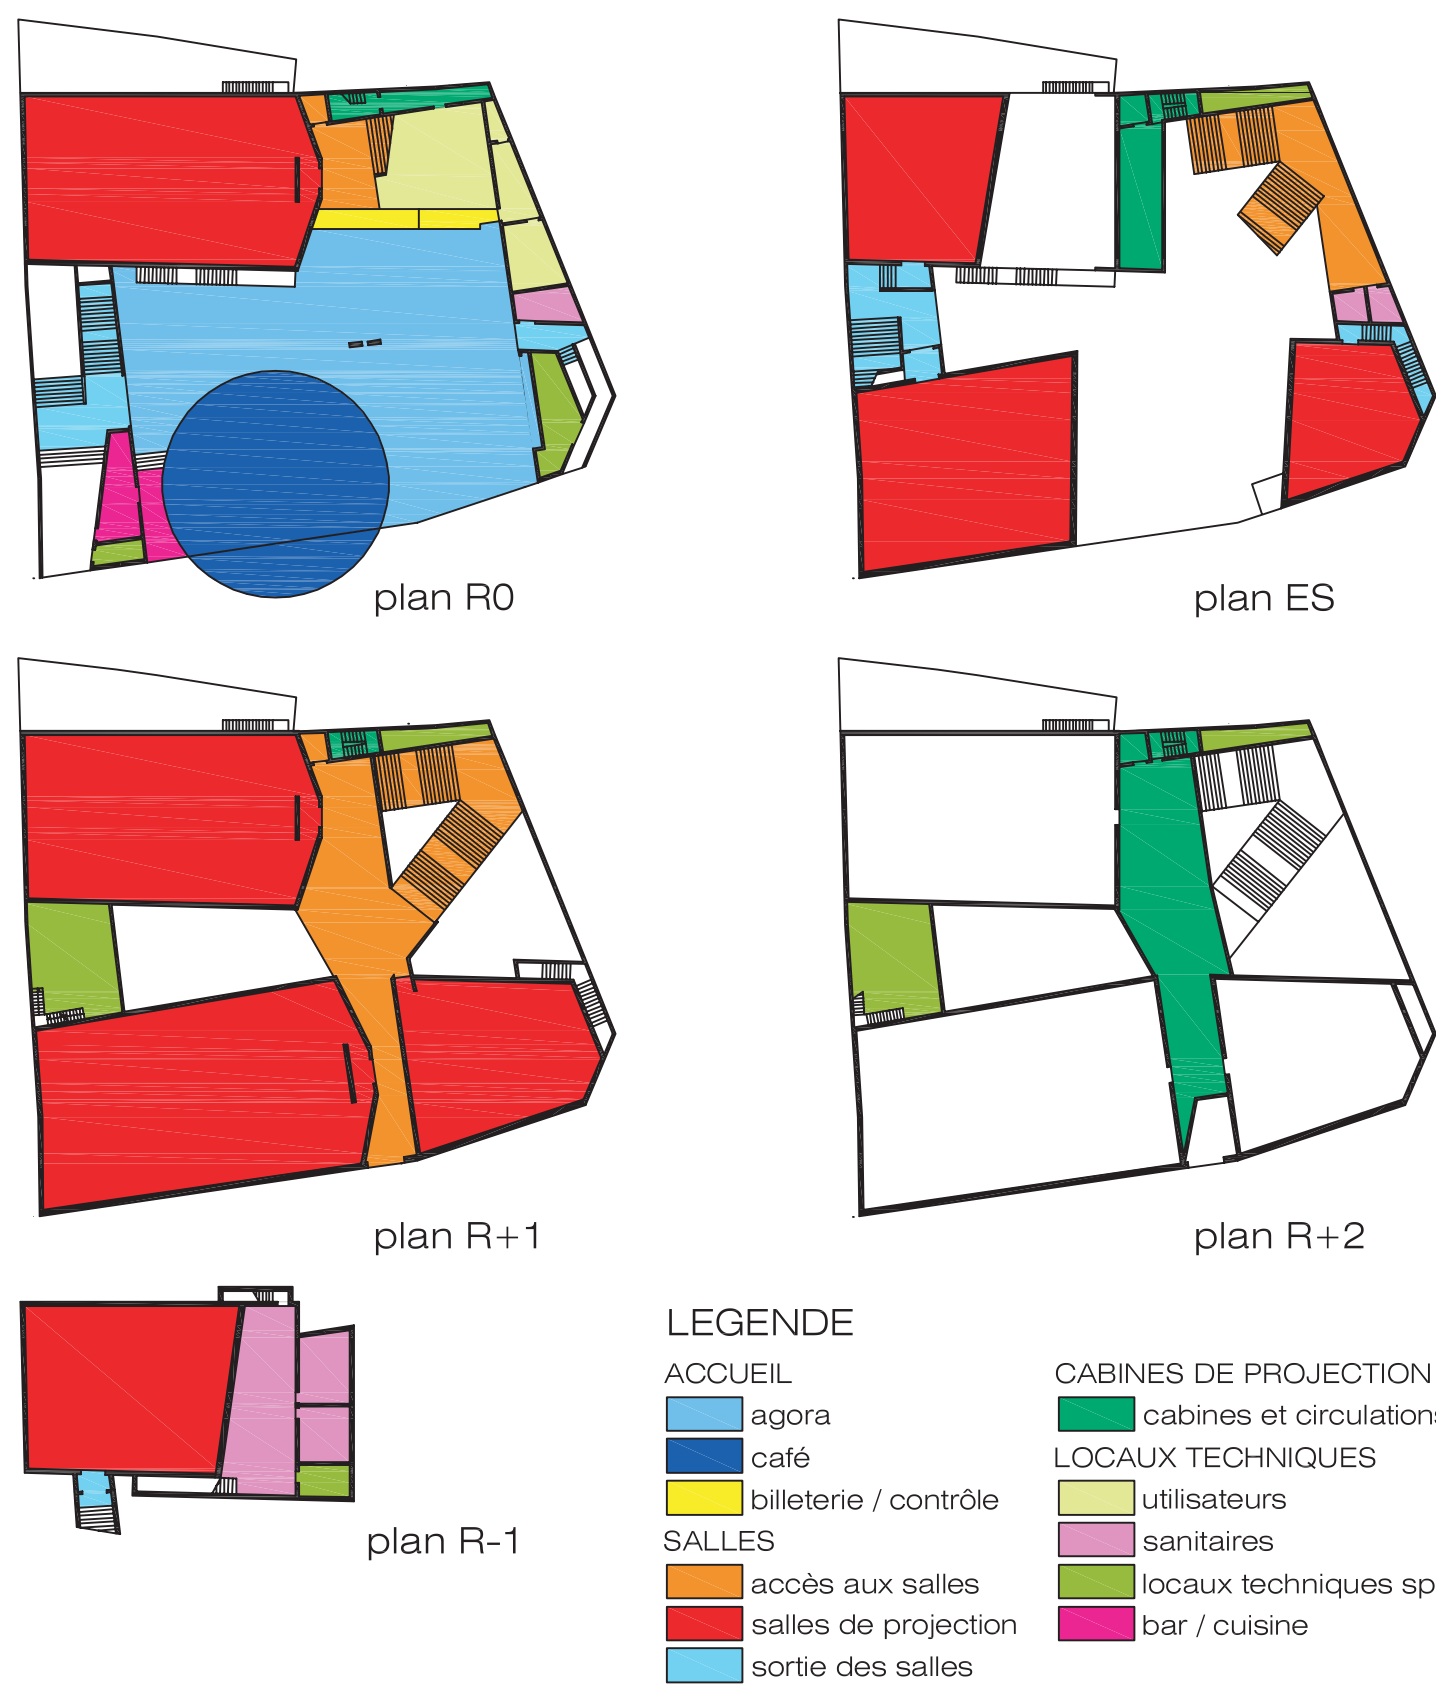 plan R0
plan ES
plan R+1
plan R+2
plan R-1
LEGENDE
ACCUEIL
agora
café
billeterie / contrôle
SALLES
accès aux salles
salles de projection
sortie des salles
CABINES DE PROJECTION
cabines et circulations
LOCAUX TECHNIQUES
utilisateurs
sanitaires
locaux techniques sp
bar / cuisine